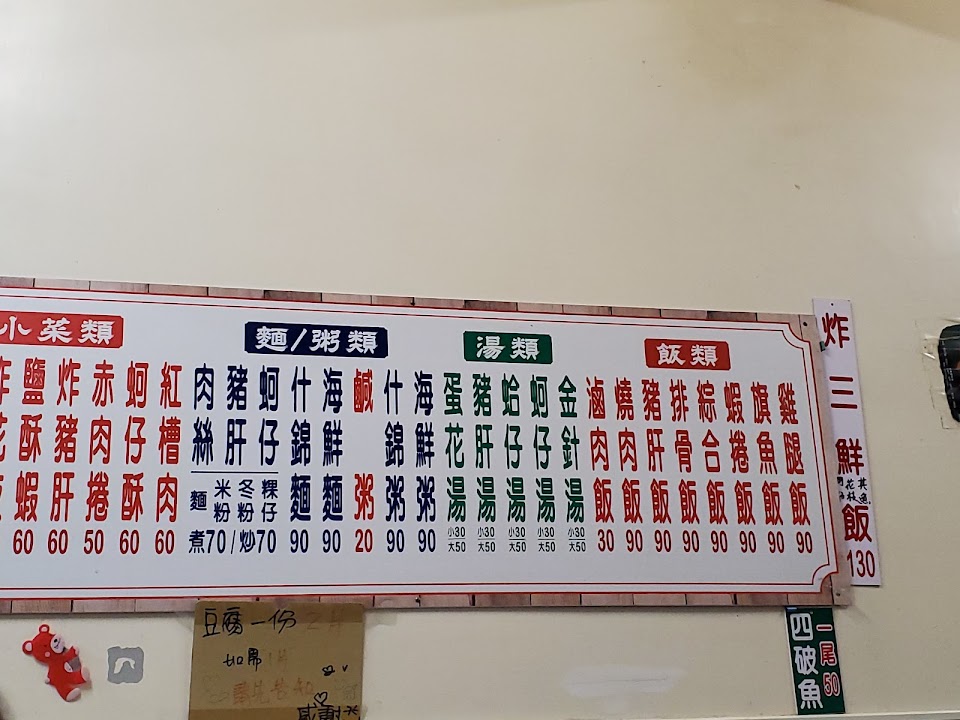 小菜類
鹽酥蝦 60
炸豬肝 60
赤肉捲 50
蚵仔酥 60
紅槽肉 60
麵/粥類
肉絲
豬肝
蚵仔
麵
米粉
冬粉
粿仔
煮70/炒70
什錦麵 90
海鮮麵 90
鹹粥 20
什錦粥 90
海鮮粥 90
湯類
蛋花湯 小30 大50
豬肝湯 小30 大50
蛤仔湯 小30 大50
蚵仔湯 小30 大50
金針湯 小30 大50
飯類
滷肉飯 30
燒肉飯 90
豬肝飯 90
排骨飯 90
綜合飯 90
蝦捲飯 90
旗魚飯 90
雞腿飯 90
炸三鮮飯
130
四破魚
一尾50
豆腐一份
感謝